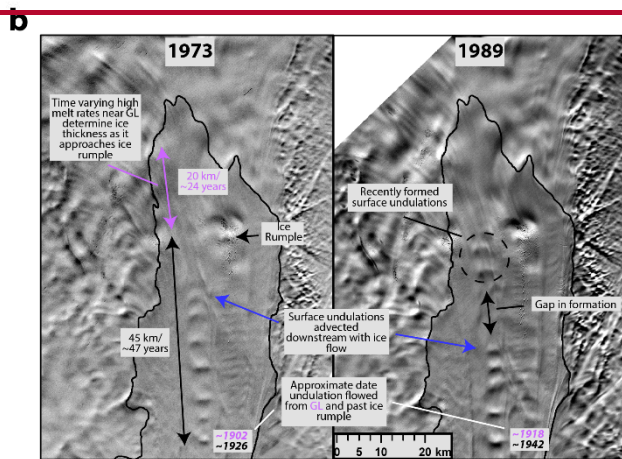 b
1973
1989
Time varying high
melt rates near GL
determine ice
thickness as it
approaches ice
rumple
20 km/
~24 years
Ice
Rumple
Recently formed
surface undulations
Gap in formation
Surface undulations
advected
downstream with ice
flow
45 km/
~47 years
Approximate date
undulation flowed
from GL and past ice
rumple
~1902
~1926
0 5 10 20 km
~1918
~1942